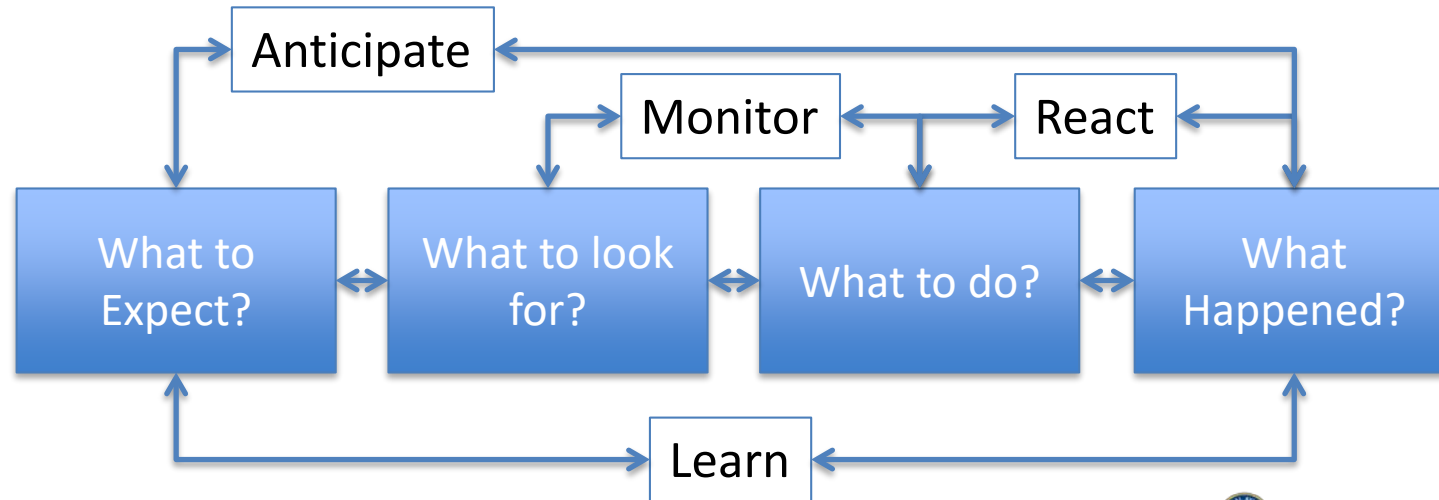 Anticipate
Monitor
React
What to
Expect?
What to look
for?
What to do?
What
Happened?
Learn